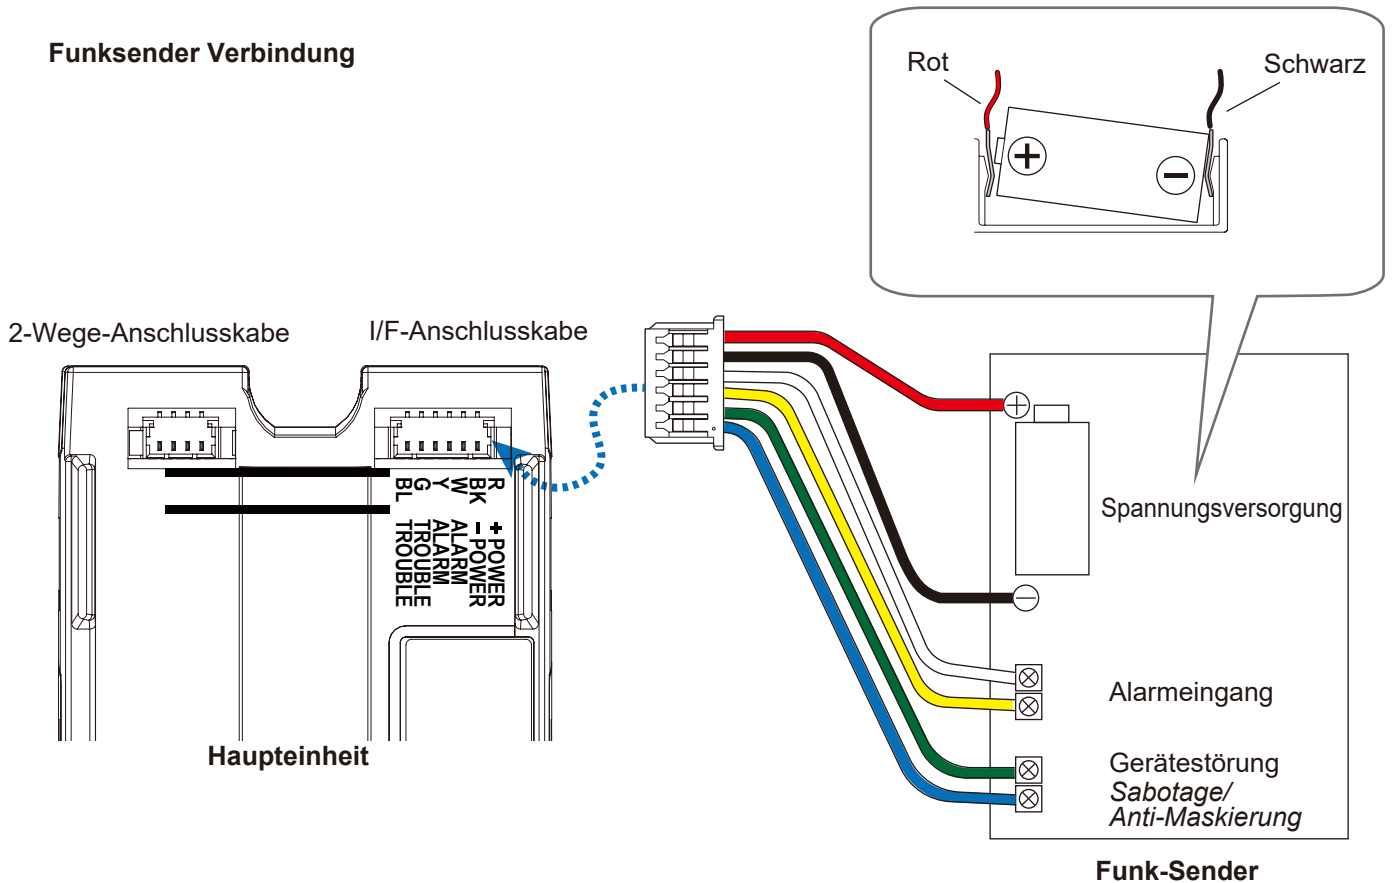 Funksender Verbindung
Rot
Schwarz
2-Wege-Anschlusskabe
I/F-Anschlusskabe
R + POWER
BK − POWER
W ALARM
Y ALARM
G TROUBLE
BL TROUBLE
Spannungsversorgung
Alarmeingang
Gerätestörung
Sabotage/
Anti-Maskierung
Haupteinheit
Funk-Sender